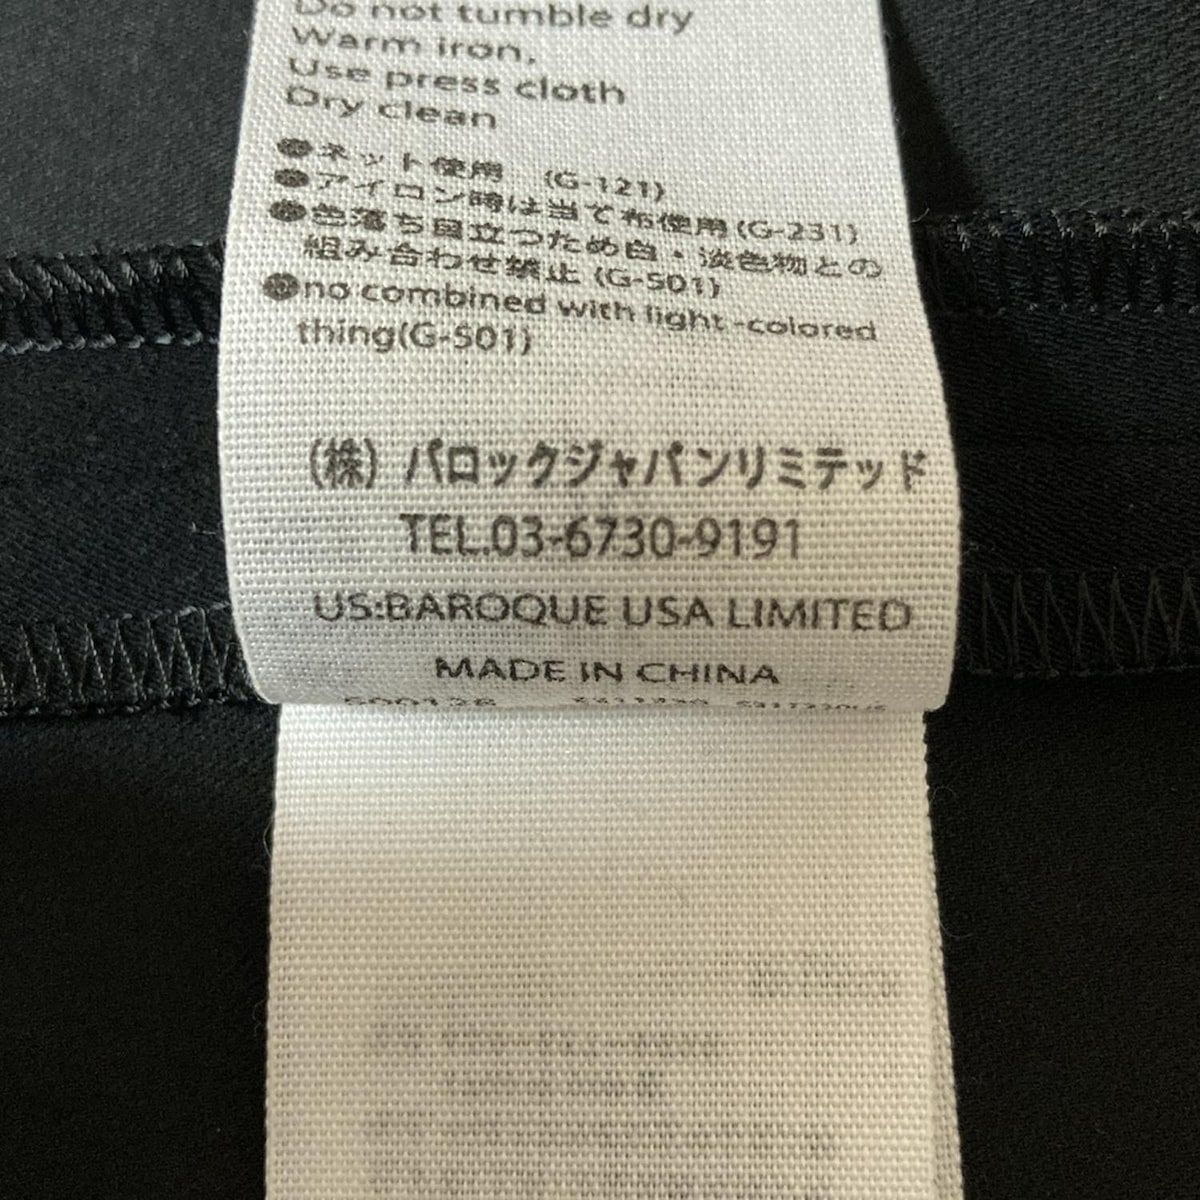 Do not tumble dry
Warm iron,
Use press cloth
Dry clean
●ネット使用 (G-121)
●アイロン時は当て布使用(G-231)
●色落ち目立つため白・淡色物との
組み合わせ禁止 (G-501)
●no combined with light-colored
thing(G-501)
(株) バロックジャパンリミテッド
TEL.03-6730-9191
US:BAROQUE USA LIMITED
MADE IN CHINA